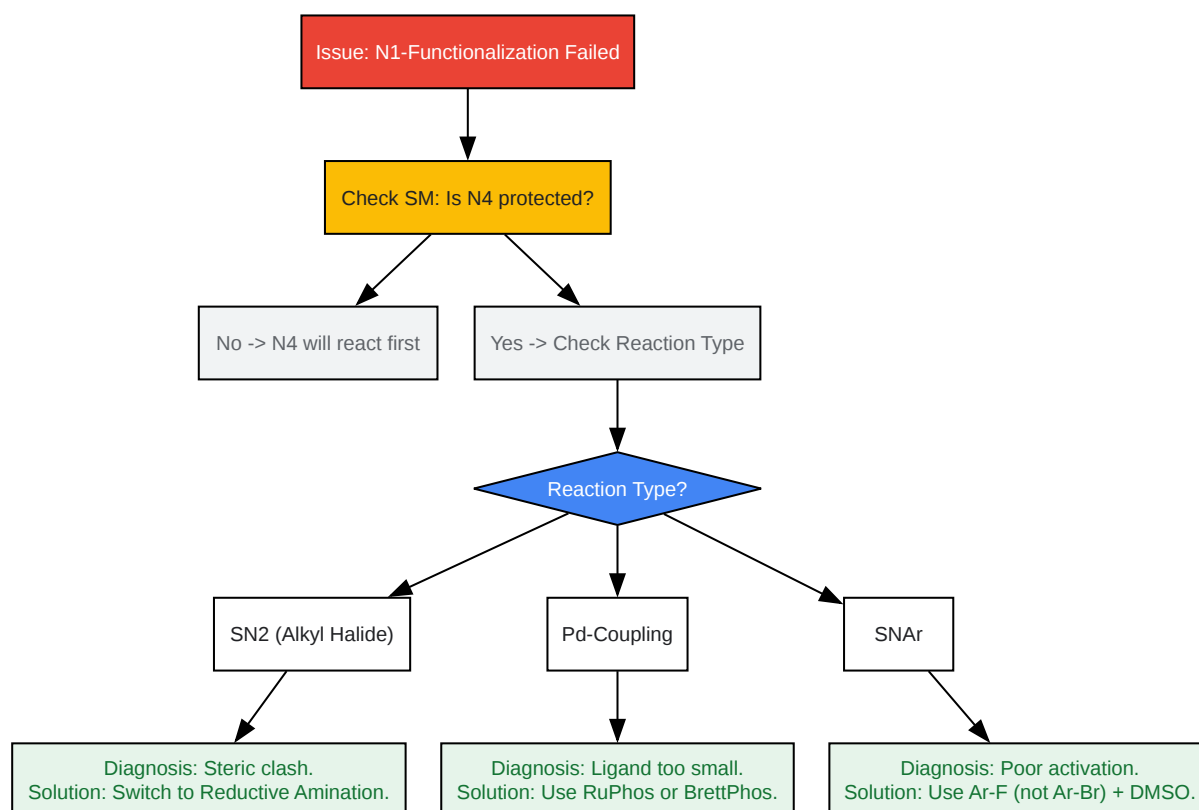 Issue: N1-Functionalization Failed
Check SM: Is N4 protected?
No -> N4 will react first
Yes -> Check Reaction Type
Reaction Type?
SN2 (Alkyl Halide)
Pd-Coupling
SNAr
Diagnosis: Steric clash.
Solution: Switch to Reductive Amination.
Diagnosis: Ligand too small.
Solution: Use RuPhos or BrettPhos.
Diagnosis: Poor activation.
Solution: Use Ar-F (not Ar-Br) + DMSO.